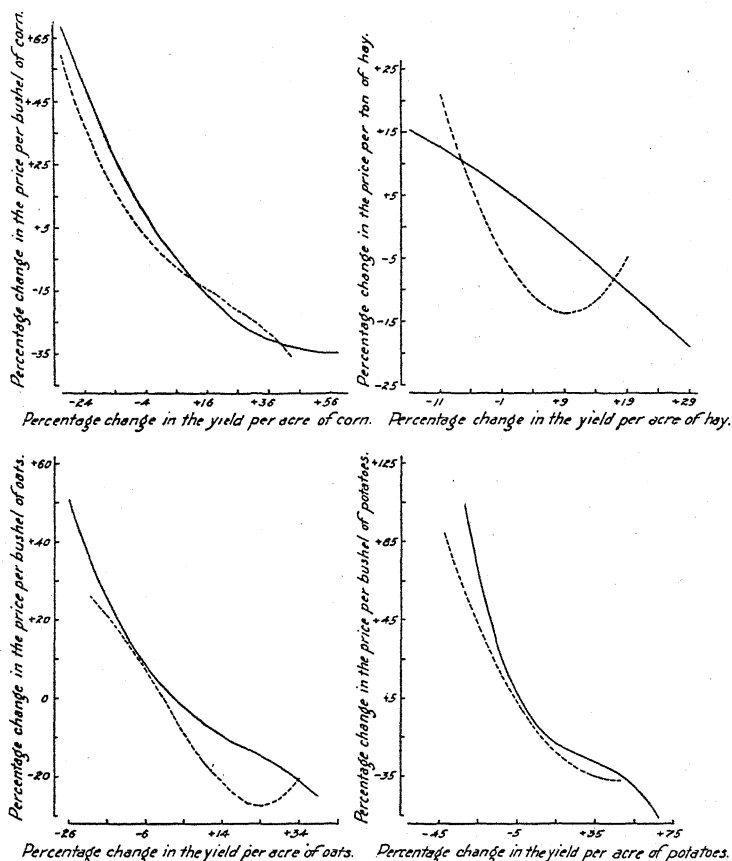 Percentage change in the price per bushel of corn.
+65
+45
+25
+5
-15
-35
-24 -4 +16 +36 +56
Percentage change in the yield per acre of corn.
Percentage change in the price per ton of hay.
+25
+15
+5
-5
-15
-25
-11 -1 +9 +19 +29
Percentage change in the yield per acre of hay.
Percentage change in the price per bushel of oats.
+60
+40
+20
0
-20
-26 -6 +14 +34
Percentage change in the yield per acre of oats.
Percentage change in the price per bushel of potatoes.
+125
+85
+45
+5
-35
-45 -5 +35 +75
Percentage change in the yield per acre of potatoes.